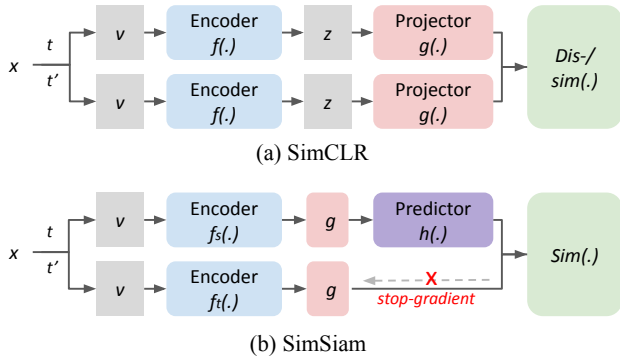 t
x
t'
v
Encoder
f(.)
z
Projector
g(.)
v
Encoder
f(.)
z
Projector
g(.)
Dis-/
sim(.)
(a) SimCLR
t
x
t'
v
Encoder
fs(.)
g
Predictor
h(.)
v
Encoder
ft(.)
g
X
stop-gradient
Sim(.)
(b) SimSiam